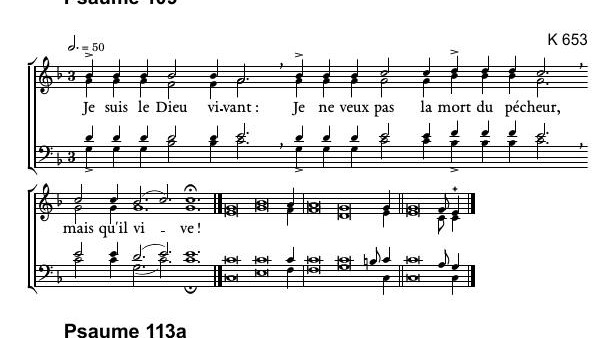 Psaume 109
𝅗𝅥. = 50
K 653
Je suis le Dieu vi-vant : Je ne veux pas la mort du pécheur,
mais qu'il vi - ve!
Psaume 113a